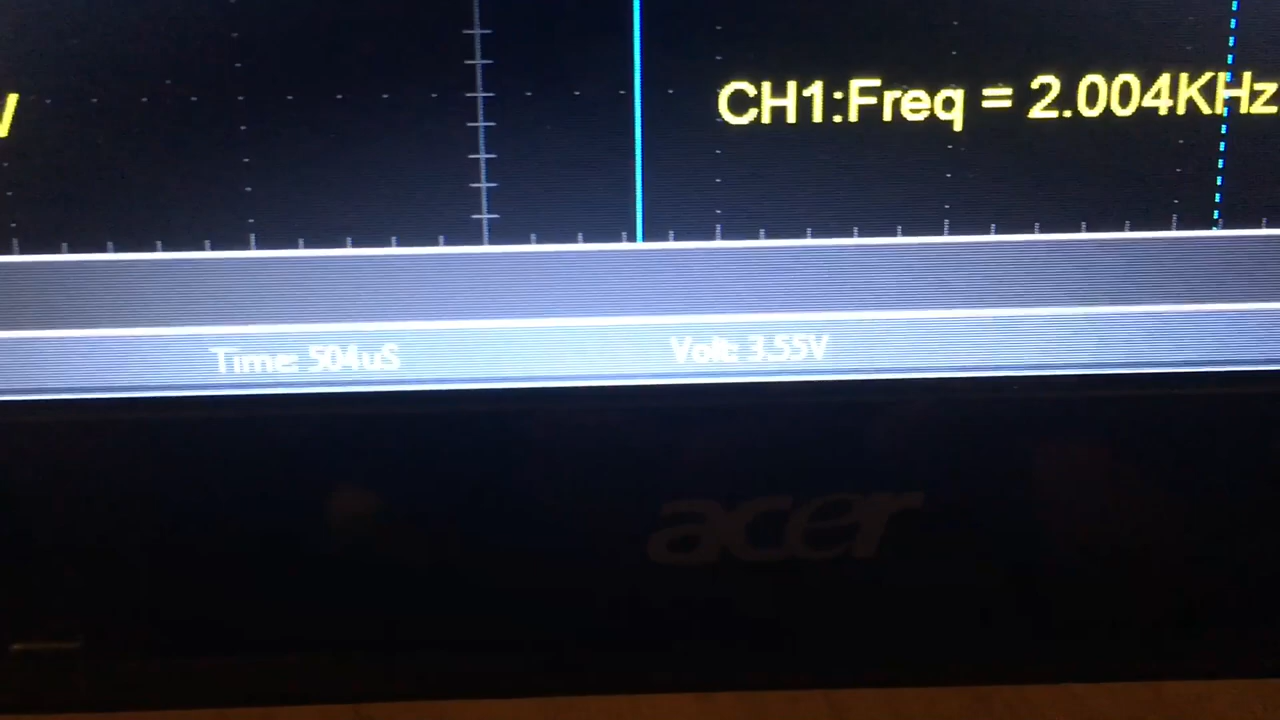 V
CH1:Freq = 2.004KHz
Time: 504uS
Volt: 3.55V
acer